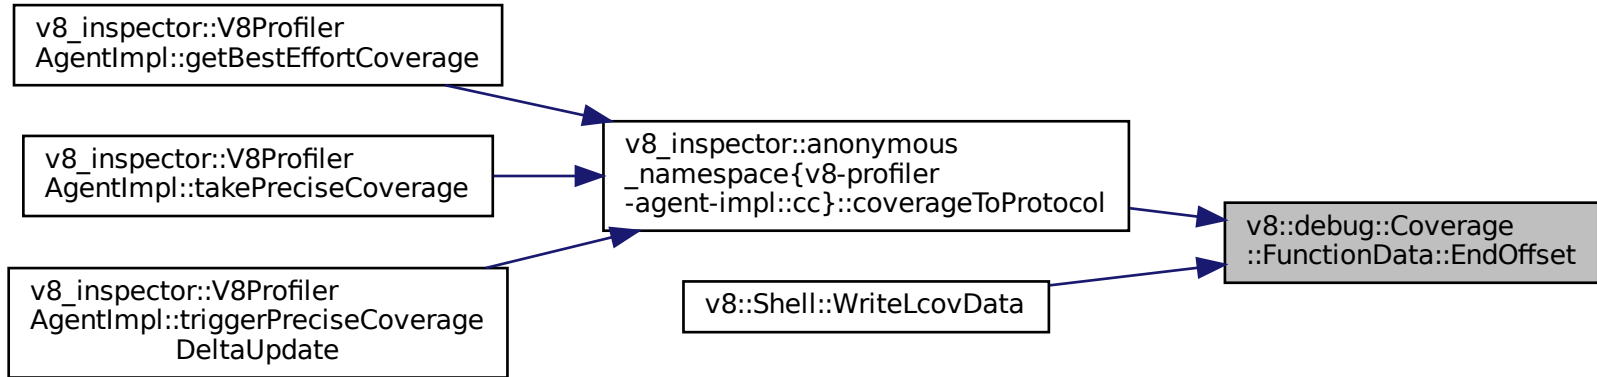 v8_inspector::V8Profiler
AgentImpl::getBestEffortCoverage
v8_inspector::V8Profiler
AgentImpl::takePreciseCoverage
v8_inspector::V8Profiler
AgentImpl::triggerPreciseCoverage
DeltaUpdate
v8_inspector::anonymous
_namespace{v8-profiler
-agent-impl::cc}::coverageToProtocol
v8::Shell::WriteLcovData
v8::debug::Coverage
::FunctionData::EndOffset